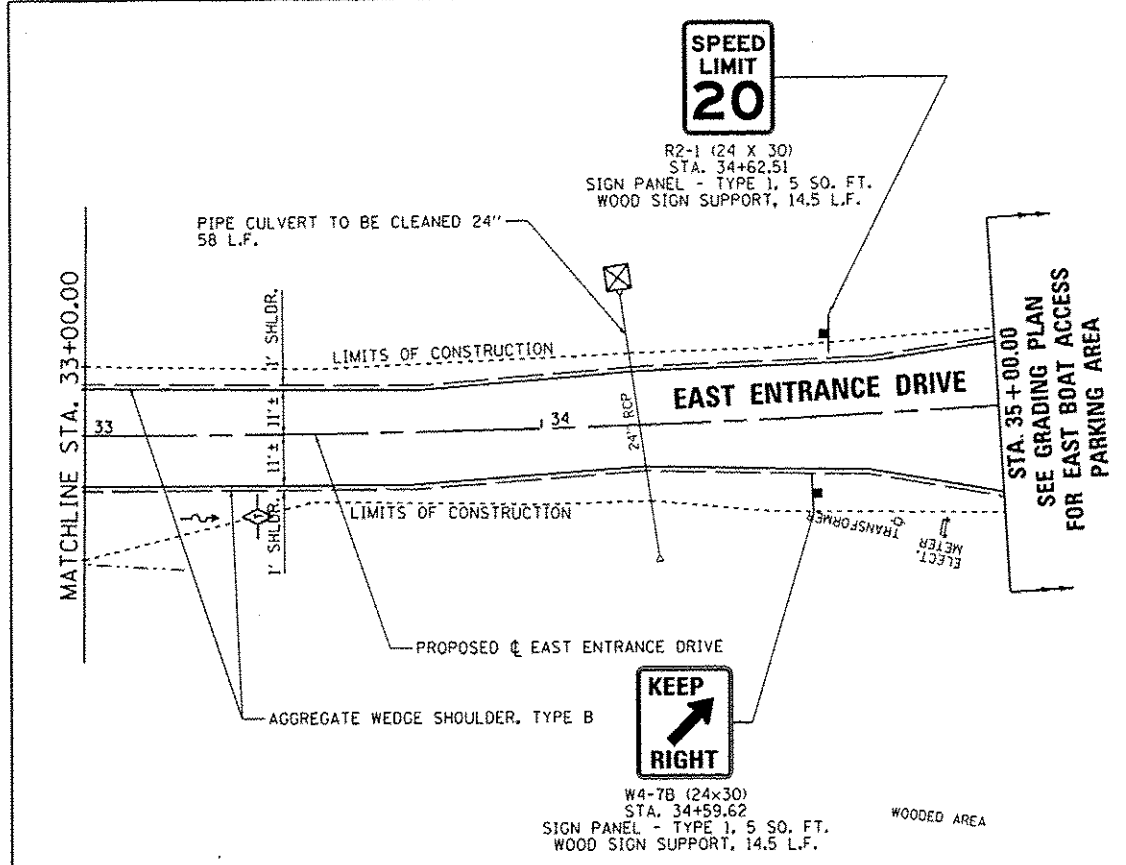 SPEED
LIMIT
20
R2-1 (24 X 30)
STA. 34+62.51
SIGN PANEL - TYPE 1, 5 SQ. FT.
WOOD SIGN SUPPORT, 14.5 L.F.
PIPE CULVERT TO BE CLEANED 24"
58 L.F.
MATCHLINE STA. 33+00.00
1' SHLDR.
11'±
11'±
1' SHLDR.
LIMITS OF CONSTRUCTION
EAST ENTRANCE DRIVE
33
34
24" RCP
LIMITS OF CONSTRUCTION
TRANSFORMER
ELECT.
METER
STA. 35+00.00
SEE GRADING PLAN
FOR EAST BOAT ACCESS
PARKING AREA
PROPOSED ℄ EAST ENTRANCE DRIVE
AGGREGATE WEDGE SHOULDER, TYPE B
KEEP
RIGHT
W4-7B (24x30)
STA. 34+59.62
SIGN PANEL - TYPE 1, 5 SQ. FT.
WOOD SIGN SUPPORT, 14.5 L.F.
WOODED AREA